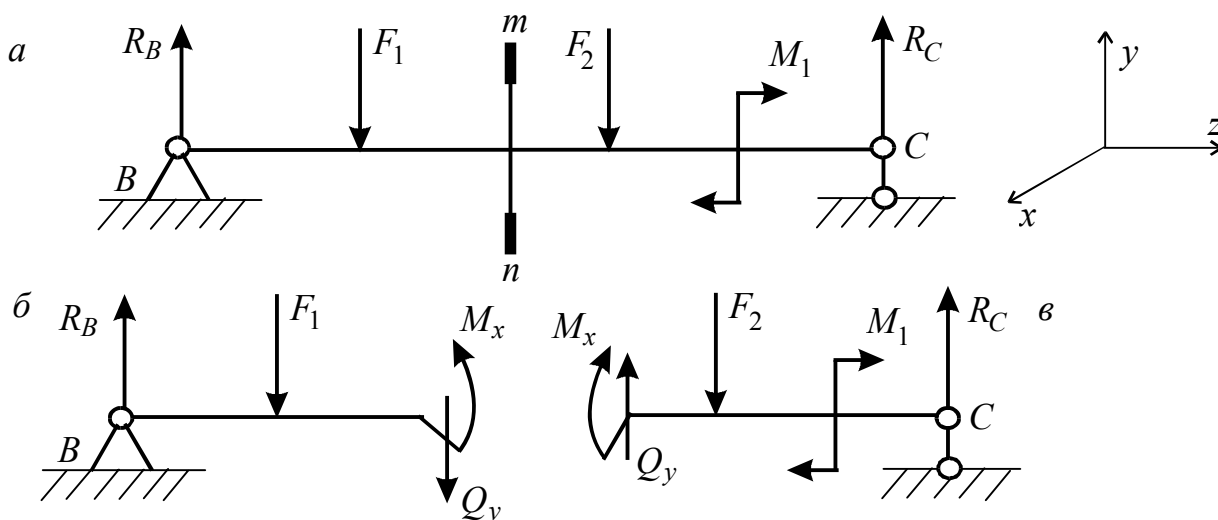 а
R_B
F_1
m
F_2
M_1
R_C
y
z
B
C
x
n
б
R_B
F_1
M_x
M_x
F_2
M_1
R_C
в
B
C
Q_y
Q_y